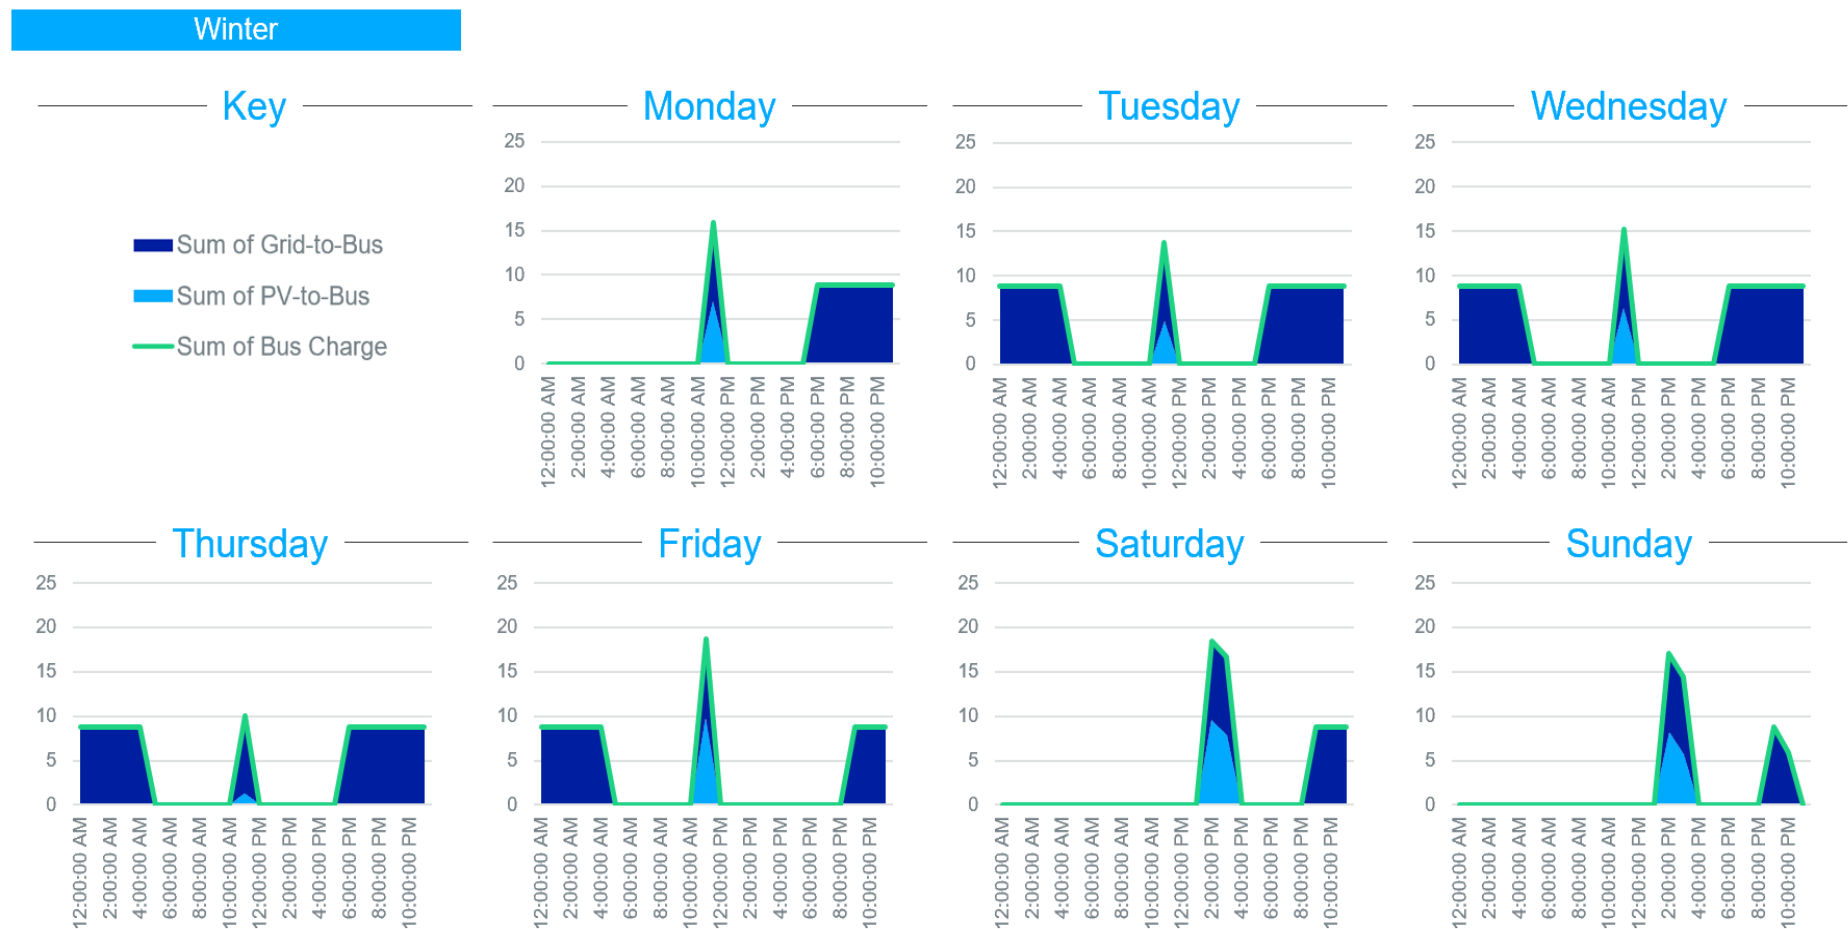 Winter
Key
Sum of Grid-to-Bus
Sum of PV-to-Bus
Sum of Bus Charge
Monday
25
20
15
10
5
0
12:00:00 AM
2:00:00 AM
4:00:00 AM
6:00:00 AM
8:00:00 AM
10:00:00 AM
12:00:00 PM
2:00:00 PM
4:00:00 PM
6:00:00 PM
8:00:00 PM
10:00:00 PM
Tuesday
25
20
15
10
5
0
12:00:00 AM
2:00:00 AM
4:00:00 AM
6:00:00 AM
8:00:00 AM
10:00:00 AM
12:00:00 PM
2:00:00 PM
4:00:00 PM
6:00:00 PM
8:00:00 PM
10:00:00 PM
Wednesday
25
20
15
10
5
0
12:00:00 AM
2:00:00 AM
4:00:00 AM
6:00:00 AM
8:00:00 AM
10:00:00 AM
12:00:00 PM
2:00:00 PM
4:00:00 PM
6:00:00 PM
8:00:00 PM
10:00:00 PM
Thursday
25
20
15
10
5
0
12:00:00 AM
2:00:00 AM
4:00:00 AM
6:00:00 AM
8:00:00 AM
10:00:00 AM
12:00:00 PM
2:00:00 PM
4:00:00 PM
6:00:00 PM
8:00:00 PM
10:00:00 PM
Friday
25
20
15
10
5
0
12:00:00 AM
2:00:00 AM
4:00:00 AM
6:00:00 AM
8:00:00 AM
10:00:00 AM
12:00:00 PM
2:00:00 PM
4:00:00 PM
6:00:00 PM
8:00:00 PM
10:00:00 PM
Saturday
25
20
15
10
5
0
12:00:00 AM
2:00:00 AM
4:00:00 AM
6:00:00 AM
8:00:00 AM
10:00:00 AM
12:00:00 PM
2:00:00 PM
4:00:00 PM
6:00:00 PM
8:00:00 PM
10:00:00 PM
Sunday
25
20
15
10
5
0
12:00:00 AM
2:00:00 AM
4:00:00 AM
6:00:00 AM
8:00:00 AM
10:00:00 AM
12:00:00 PM
2:00:00 PM
4:00:00 PM
6:00:00 PM
8:00:00 PM
10:00:00 PM